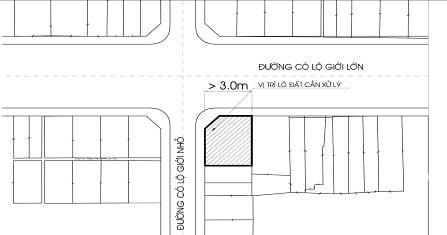 ĐƯỜNG CÓ LỘ GIỚI LỚN
> 3.0m
VỊ TRÍ LÔ ĐẤT CẦN XỬ LÝ
ĐƯỜNG CÓ LỘ GIỚI NHỎ